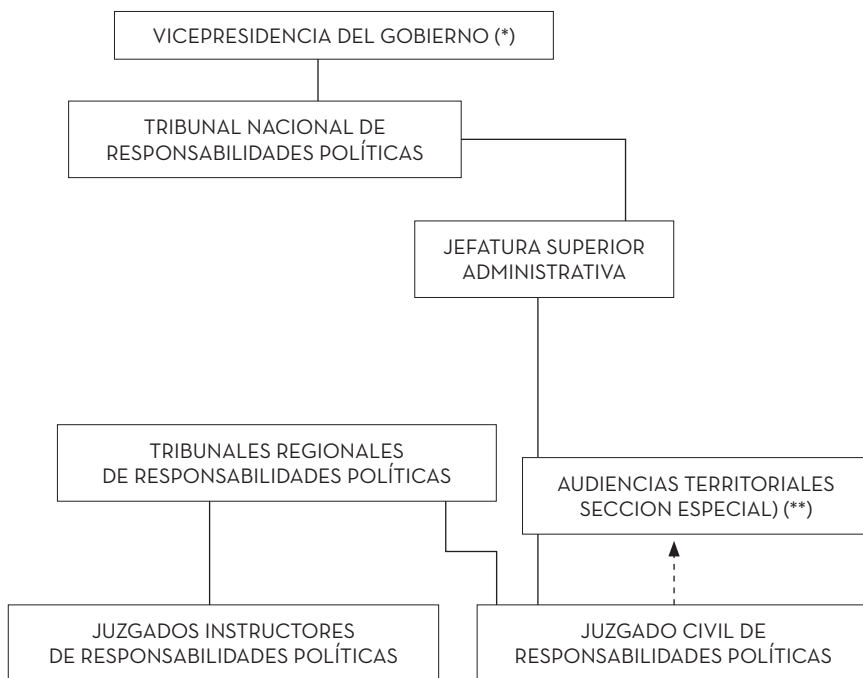 VICEPRESIDENCIA DEL GOBIERNO (*)
TRIBUNAL NACIONAL DE
RESPONSABILIDADES POLÍTICAS
JEFATURA SUPERIOR
ADMINISTRATIVA
TRIBUNALES REGIONALES
DE RESPONSABILIDADES POLÍTICAS
AUDIENCIAS TERRITORIALES
SECCION ESPECIAL) (**)
JUZGADOS INSTRUCTORES
DE RESPONSABILIDADES POLÍTICAS
JUZGADO CIVIL DE
RESPONSABILIDADES POLÍTICAS